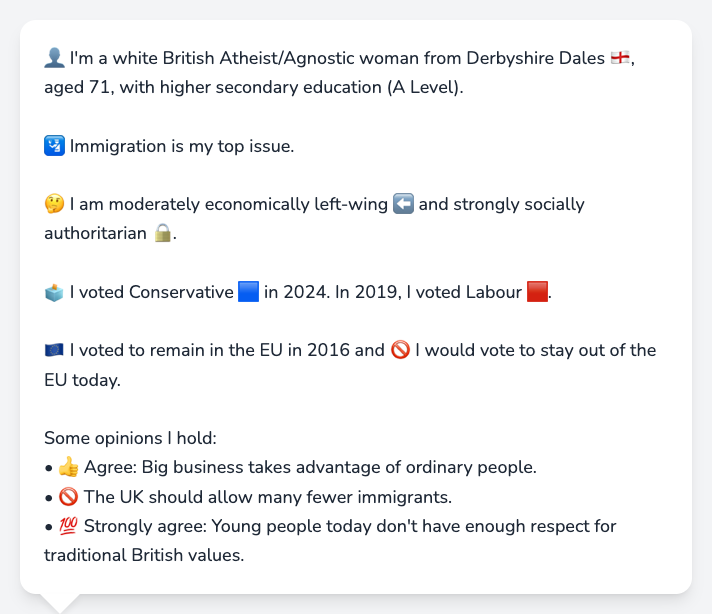 👤 I'm a white British Atheist/Agnostic woman from Derbyshire Dales 🏴󠁧󠁢󠁥󠁮󠁧󠁿,
aged 71, with higher secondary education (A Level).
🛂 Immigration is my top issue.
🤔 I am moderately economically left-wing ⬅️ and strongly socially
authoritarian 🔒.
🗳️ I voted Conservative 🟦 in 2024. In 2019, I voted Labour 🟥.
🇪🇺 I voted to remain in the EU in 2016 and 🚫 I would vote to stay out of the
EU today.
Some opinions I hold:
• 👍 Agree: Big business takes advantage of ordinary people.
• 🚫 The UK should allow many fewer immigrants.
• 💯 Strongly agree: Young people today don't have enough respect for
traditional British values.